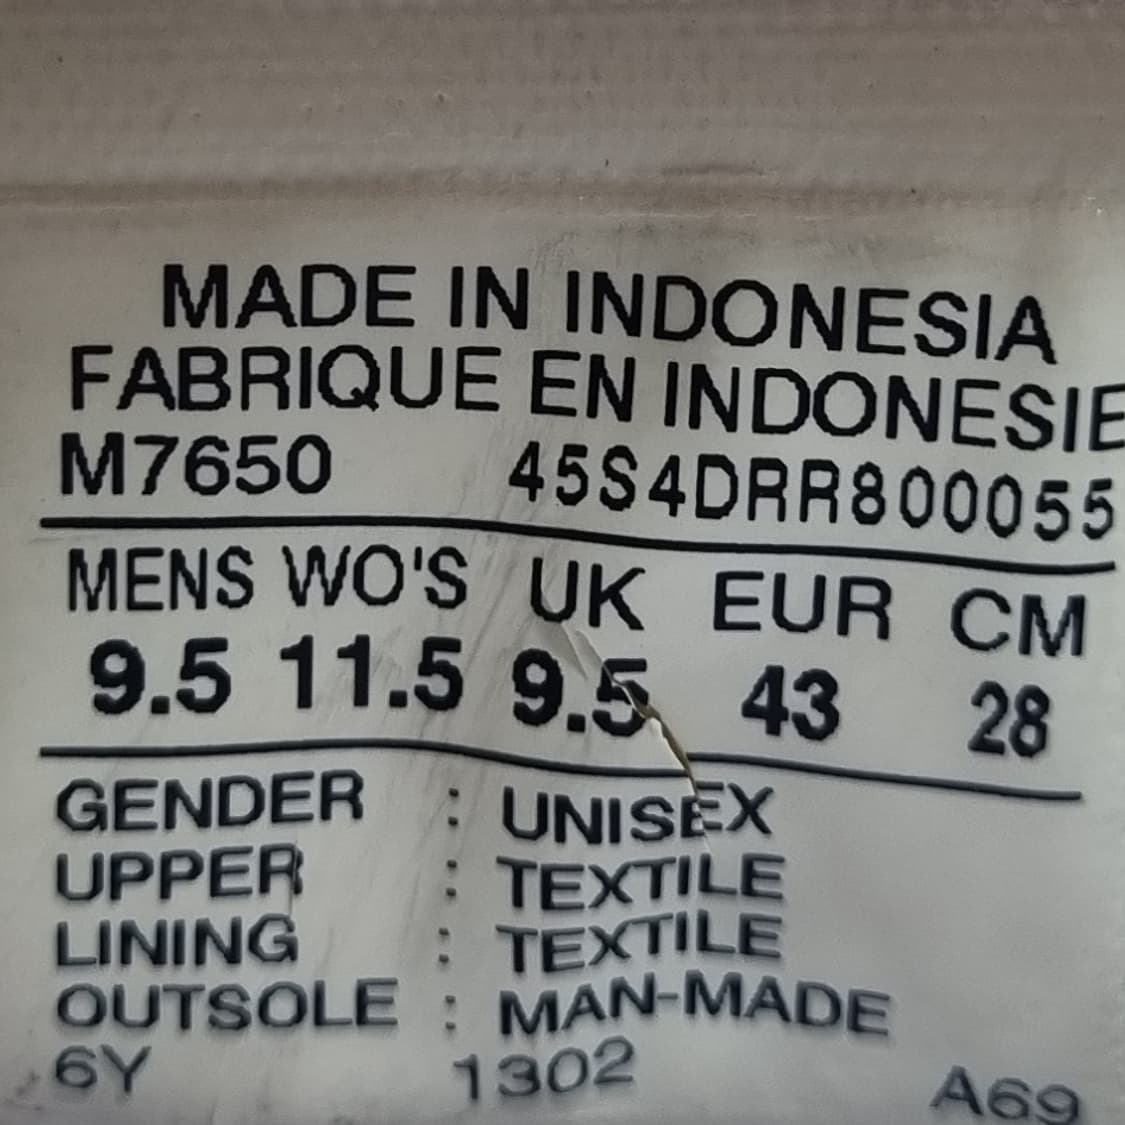 MADE IN INDONESIA
FABRIQUE EN INDONESIE
M7650 45S4DRR800055
MENS WO'S UK EUR CM
9.5 11.5 9.5 43 28
GENDER : UNISEX
UPPER : TEXTILE
LINING : TEXTILE
OUTSOLE : MAN-MADE
6Y 1302 A69